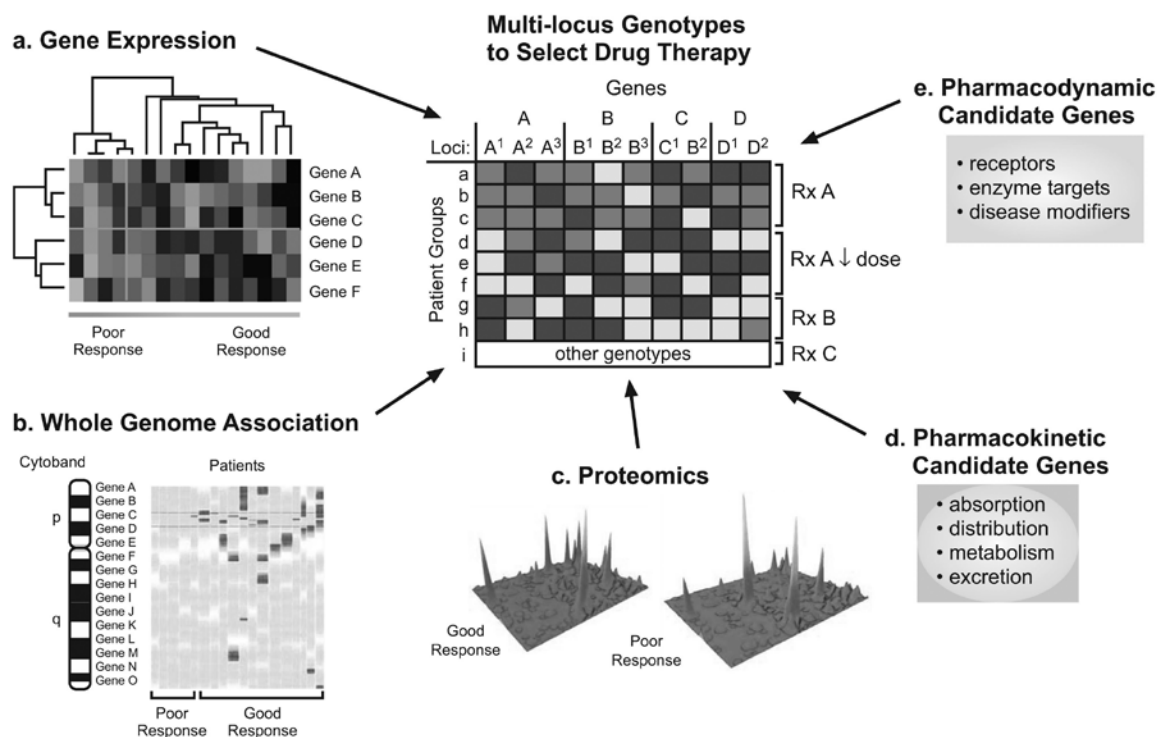 Multi-locus Genotypes
to Select Drug Therapy
a. Gene Expression
Gene A
Gene B
Gene C
Gene D
Gene E
Gene F
Poor
Response
Good
Response
Genes
A B C D
Loci: A¹ A² A³ B¹ B² B³ C¹ B² D¹ D²
Patient Groups
a
b
c
d
e
f
g
h
i
other genotypes
Rx A
Rx A ↓ dose
Rx B
Rx C
e. Pharmacodynamic
Candidate Genes
• receptors
• enzyme targets
• disease modifiers
b. Whole Genome Association
Cytoband
Patients
p
q
Gene A
Gene B
Gene C
Gene D
Gene E
Gene F
Gene G
Gene H
Gene I
Gene J
Gene K
Gene L
Gene M
Gene N
Gene O
Poor
Response
Good
Response
c. Proteomics
Good
Response
Poor
Response
d. Pharmacokinetic
Candidate Genes
• absorption
• distribution
• metabolism
• excretion